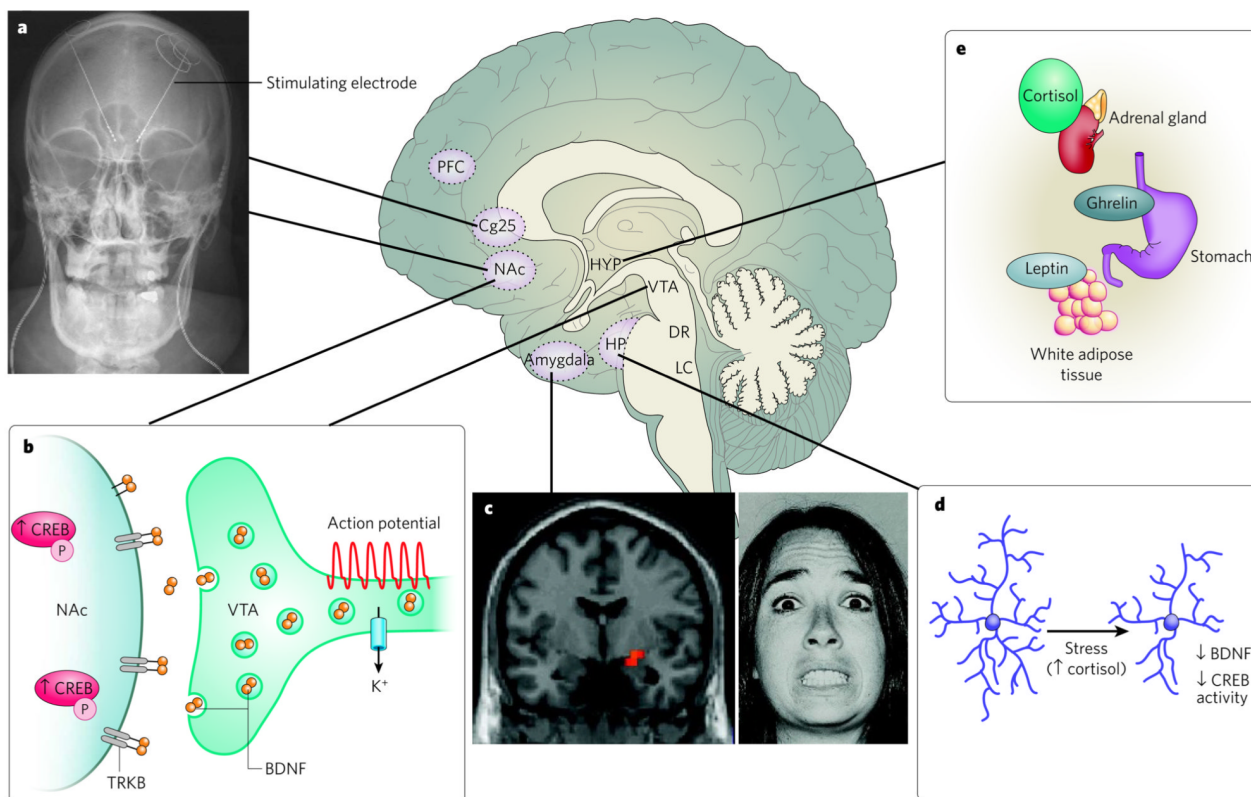 a
Stimulating electrode
PFC
Cg25
NAc
HYP
VTA
DR
LC
HP
Amygdala
e
Cortisol
Adrenal gland
Ghrelin
Stomach
Leptin
White adipose
tissue
b
↑ CREB
P
NAc
↑ CREB
P
TRKB
VTA
BDNF
Action potential
K⁺
c
d
Stress
(↑ cortisol)
↓ BDNF
↓ CREB
activity